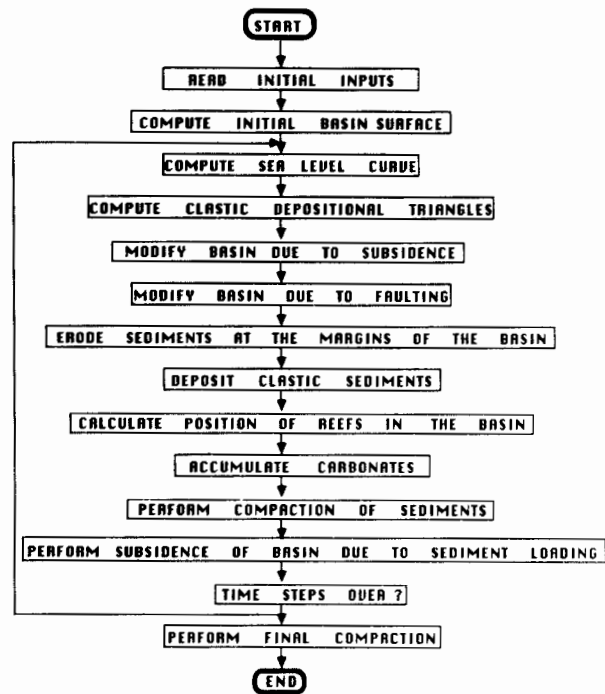 START
READ INITIAL INPUTS
COMPUTE INITIAL BASIN SURFACE
COMPUTE SEA LEVEL CURVE
COMPUTE CLASTIC DEPOSITIONAL TRIANGLES
MODIFY BASIN DUE TO SUBSIDENCE
MODIFY BASIN DUE TO FAULTING
ERODE SEDIMENTS AT THE MARGINS OF THE BASIN
DEPOSIT CLASTIC SEDIMENTS
CALCULATE POSITION OF REEFS IN THE BASIN
ACCUMULATE CARBONATES
PERFORM COMPACTION OF SEDIMENTS
PERFORM SUBSIDENCE OF BASIN DUE TO SEDIMENT LOADING
TIME STEPS OVER ?
PERFORM FINAL COMPACTION
END